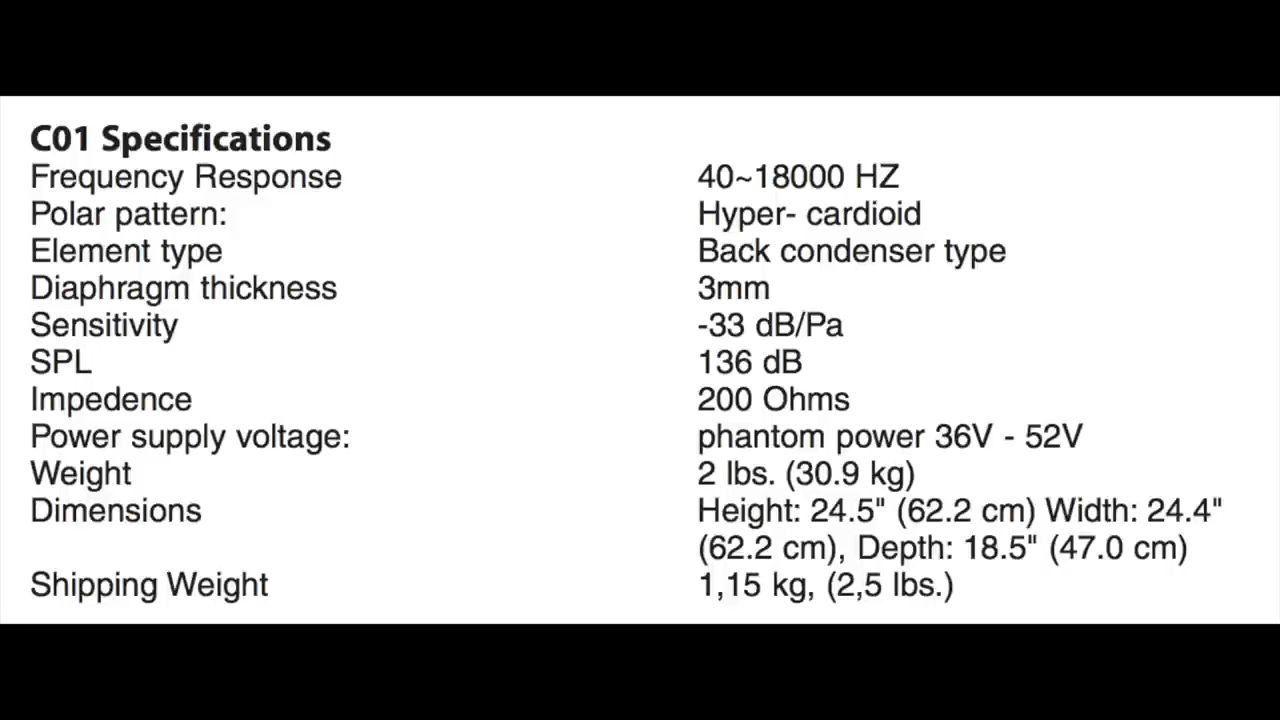 C01 Specifications
Frequency Response 40~18000 HZ
Polar pattern: Hyper- cardioid
Element type Back condenser type
Diaphragm thickness 3mm
Sensitivity -33 dB/Pa
SPL 136 dB
Impedence 200 Ohms
Power supply voltage: phantom power 36V - 52V
Weight 2 lbs. (30.9 kg)
Dimensions Height: 24.5" (62.2 cm) Width: 24.4"
(62.2 cm), Depth: 18.5" (47.0 cm)
Shipping Weight 1,15 kg, (2,5 lbs.)